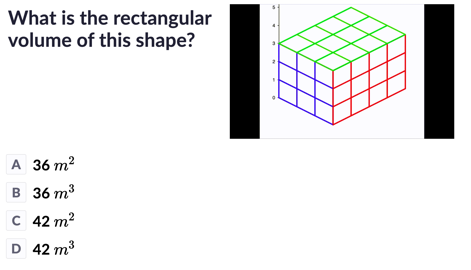 What is the rectangular
volume of this shape?
5
4
3
2
1
0
A 36 m²
B 36 m³
C 42 m²
D 42 m³